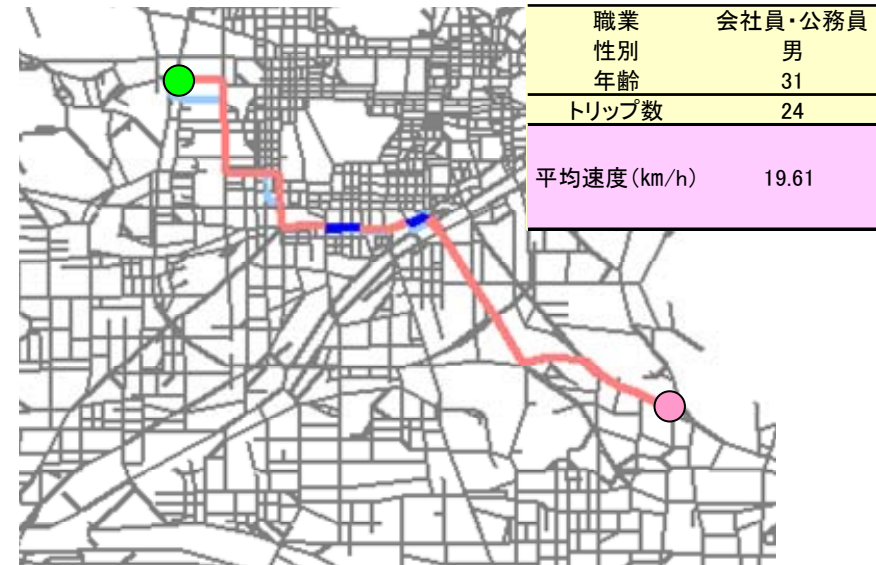 職業 会社員・公務員
性別 男
年齢 31
トリップ数 24
平均速度(km/h) 19.61